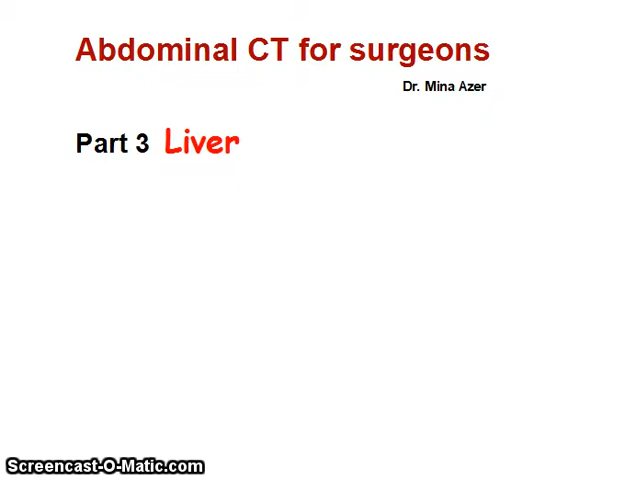 Abdominal CT for surgeons
Dr. Mina Azer
Part 3 Liver
Screencast-O-Matic.com